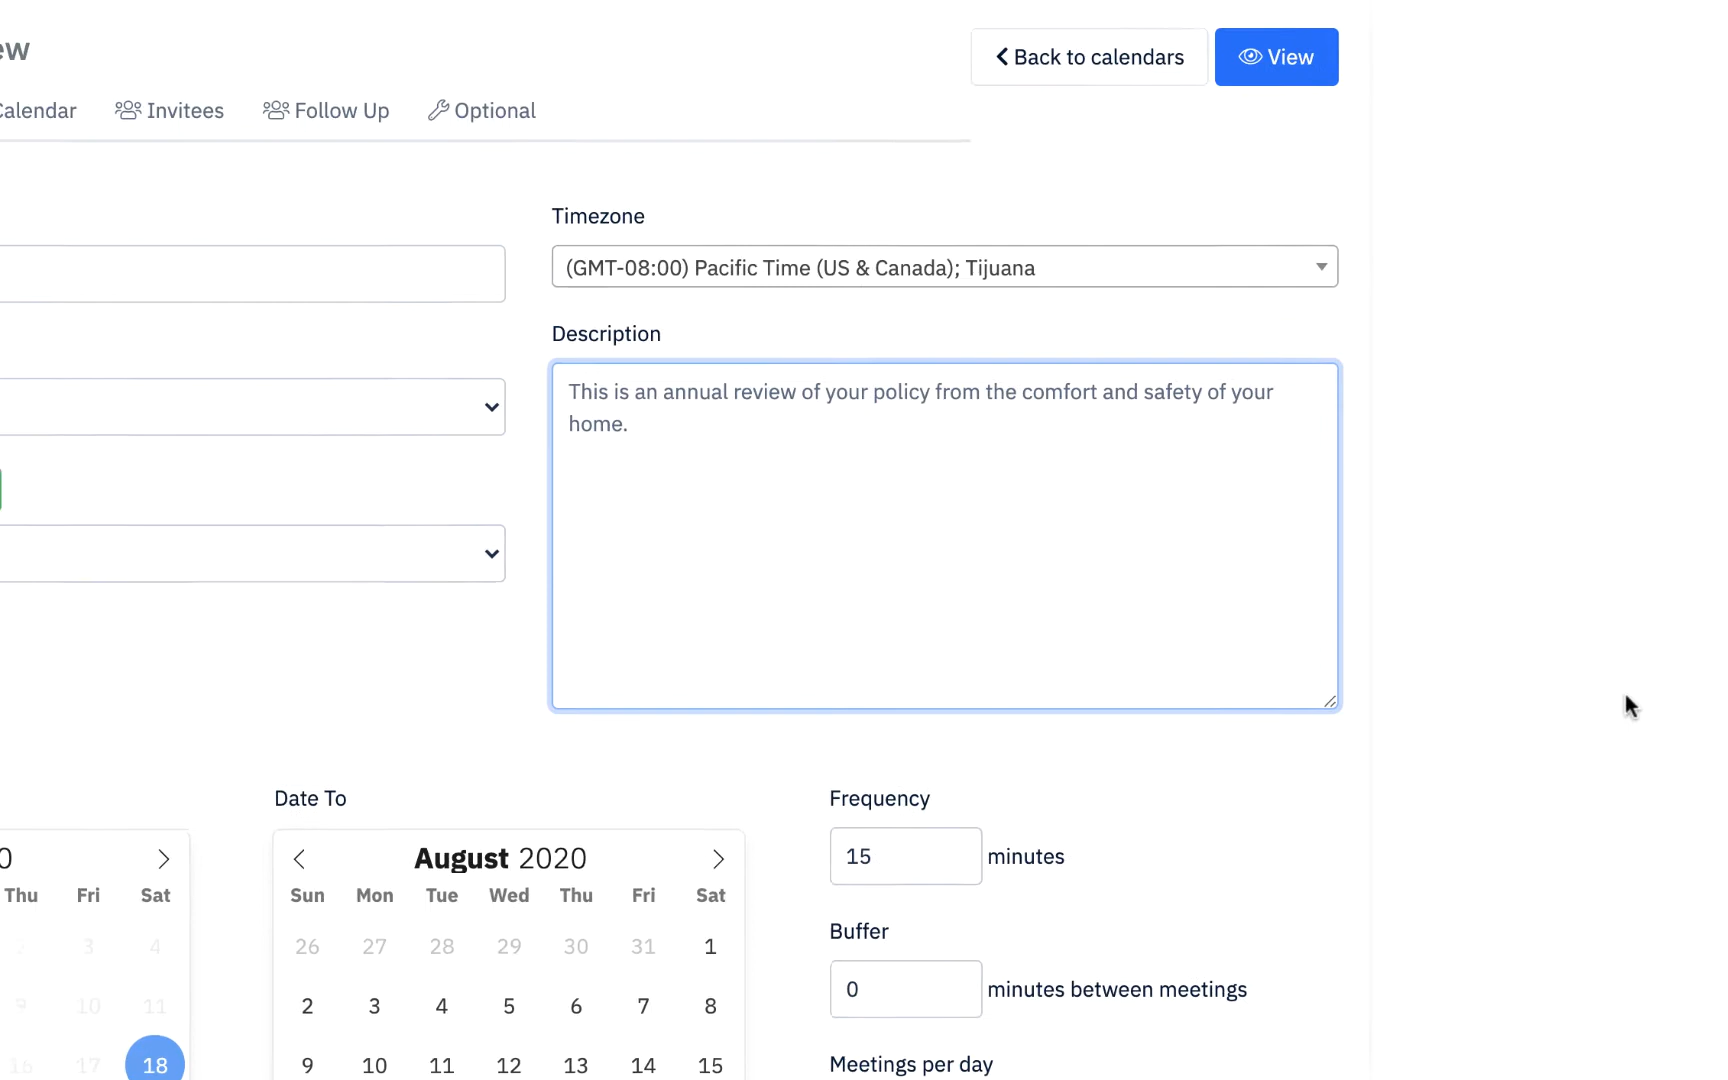 ew
Back to calendars
View
Calendar
Invitees
Follow Up
Optional
Timezone
(GMT-08:00) Pacific Time (US & Canada); Tijuana
Description
This is an annual review of your policy from the comfort and safety of your
home.
Date To
Frequency
0
August 2020
15 minutes
Thu Fri Sat
Sun Mon Tue Wed Thu Fri Sat
3 4
26 27 28 29 30 31 1
Buffer
0 minutes between meetings
10 11
2 3 4 5 6 7 8
16 17 18
9 10 11 12 13 14 15
Meetings per day